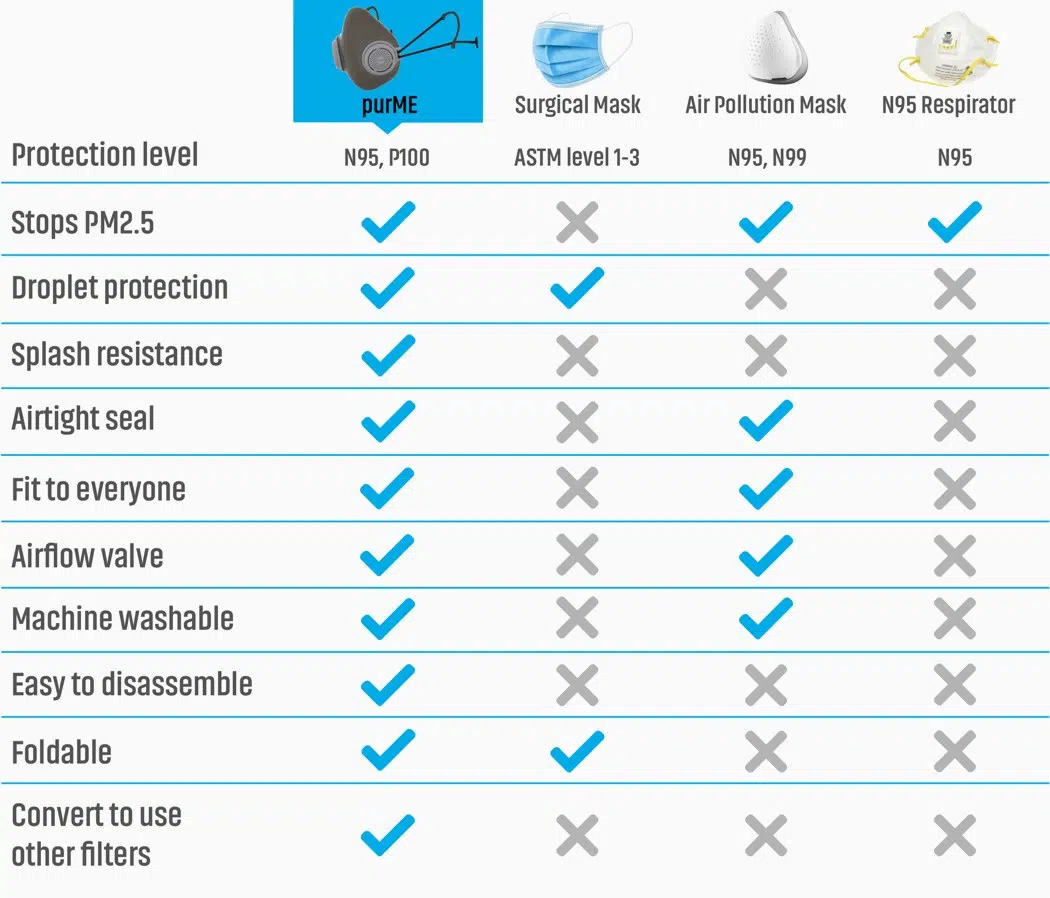 purME
Surgical Mask
Air Pollution Mask
N95 Respirator
Protection level
N95, P100
ASTM level 1-3
N95, N99
N95
Stops PM2.5
Droplet protection
Splash resistance
Airtight seal
Fit to everyone
Airflow valve
Machine washable
Easy to disassemble
Foldable
Convert to use
other filters